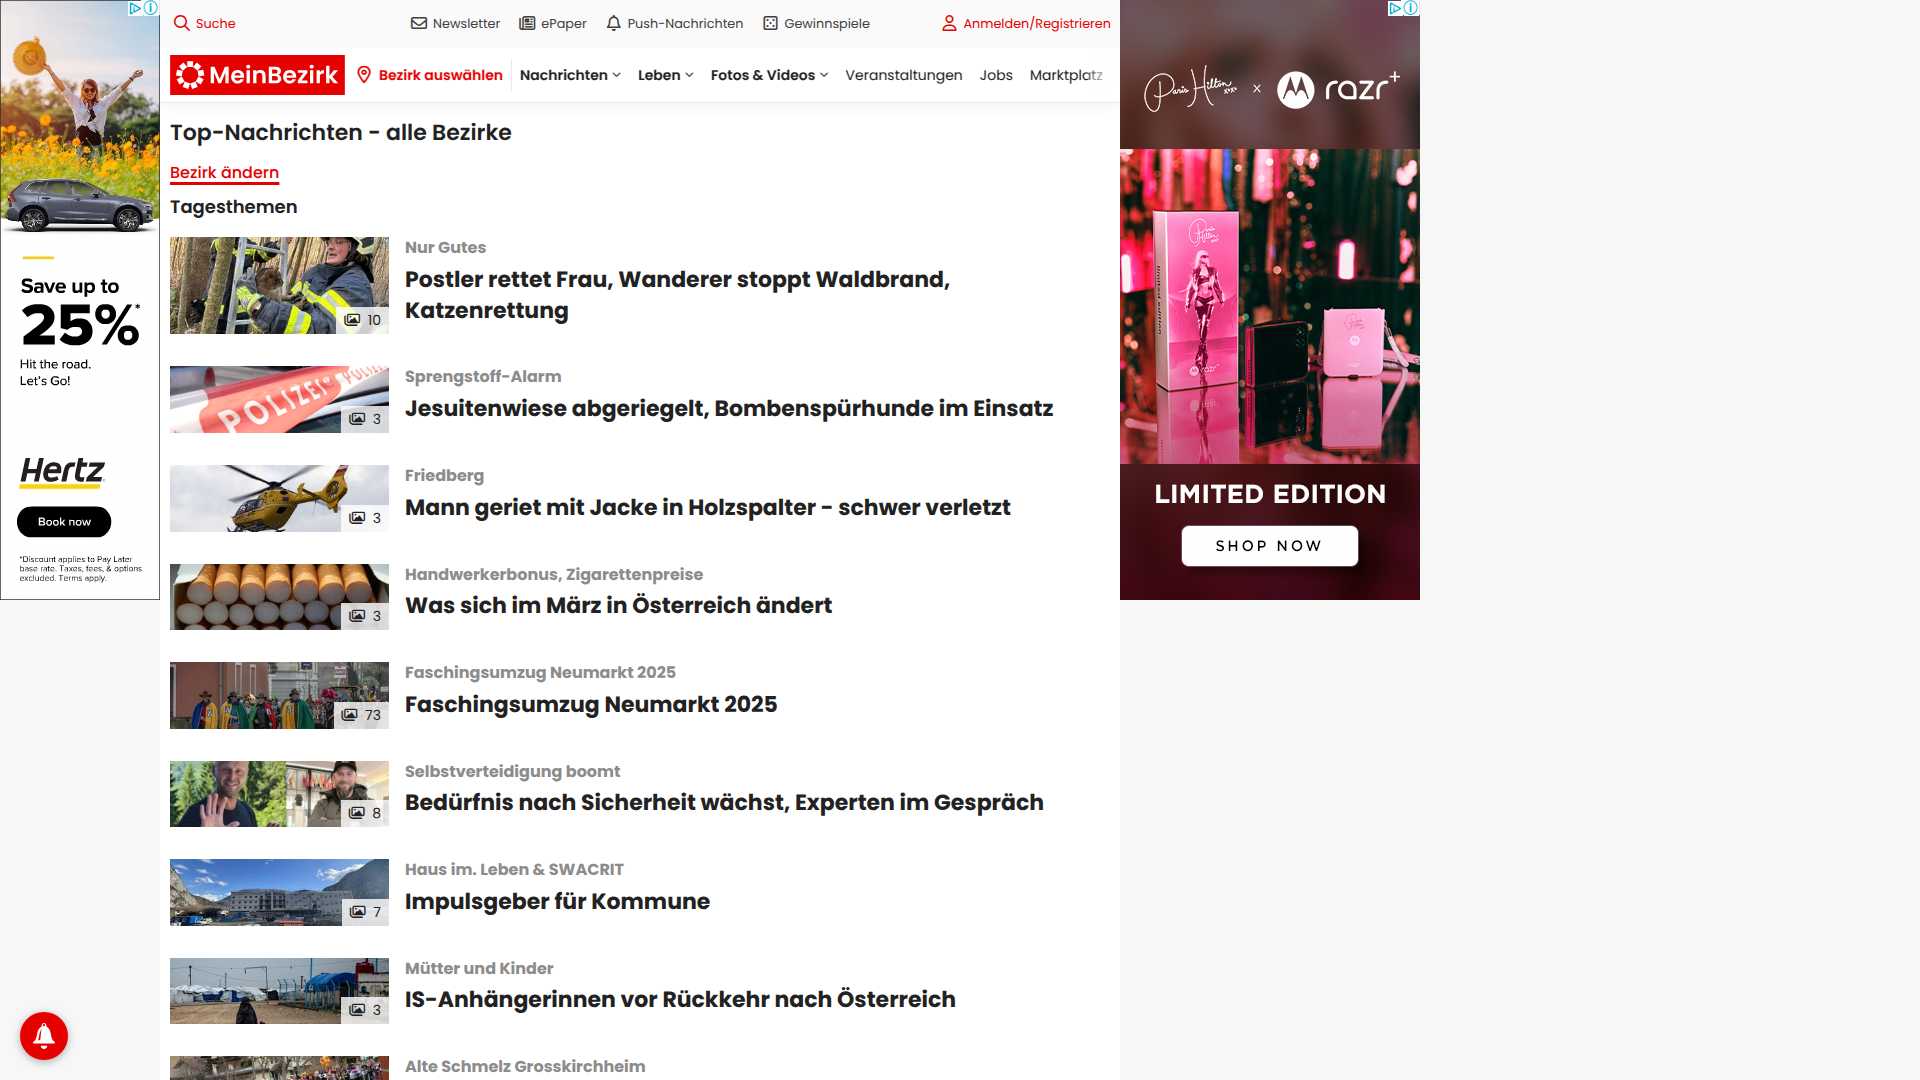 Suche
Newsletter
ePaper
Push-Nachrichten
Gewinnspiele
Anmelden/Registrieren
MeinBezirk
Bezirk auswählen
Nachrichten
Leben
Fotos & Videos
Veranstaltungen
Jobs
Marktplatz
Top-Nachrichten - alle Bezirke
Bezirk ändern
Tagesthemen
10
Nur Gutes
Postler rettet Frau, Wanderer stoppt Waldbrand,
Katzenrettung
POLIZEI
3
Sprengstoff-Alarm
Jesuitenwiese abgeriegelt, Bombenspürhunde im Einsatz
3
Friedberg
Mann geriet mit Jacke in Holzspalter - schwer verletzt
3
Handwerkerbonus, Zigarettenpreise
Was sich im März in Österreich ändert
73
Faschingsumzug Neumarkt 2025
Faschingsumzug Neumarkt 2025
8
Selbstverteidigung boomt
Bedürfnis nach Sicherheit wächst, Experten im Gespräch
7
Haus im. Leben & SWACRIT
Impulsgeber für Kommune
3
Mütter und Kinder
IS-Anhängerinnen vor Rückkehr nach Österreich
Alte Schmelz Grosskirchheim
Save up to
25%*
Hit the road.
Let's Go!
Hertz
Book now
*Discount applies to Pay Later
base rate. Taxes, fees, & options
excluded. Terms apply.
Paris Hilton x razr+
LIMITED EDITION
SHOP NOW